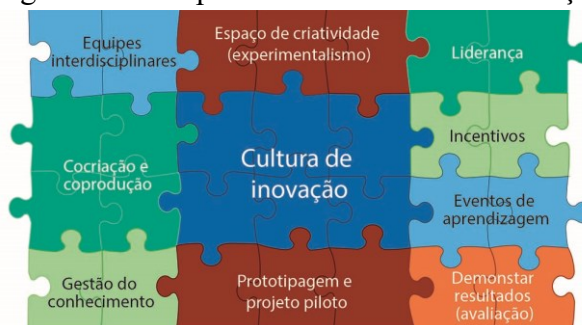 Equipes
interdisciplinares
Espaço de criatividade
(experimentalismo)
Liderança
Incentivos
Cocriação e
coprodução
Cultura de
inovação
Eventos de
aprendizagem
Gestão do
conhecimento
Prototipagem e
projeto piloto
Demonstar
resultados
(avaliação)